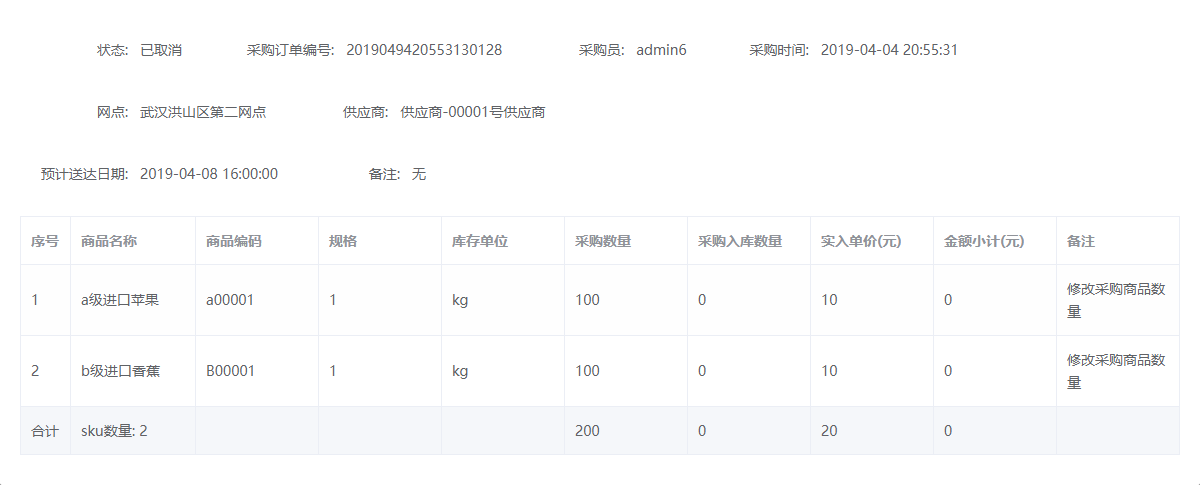 状态: 已取消 采购订单编号: 2019049420553130128 采购员: admin6 采购时间: 2019-04-04 20:55:31
网点: 武汉洪山区第二网点 供应商: 供应商-00001号供应商
预计送达日期: 2019-04-08 16:00:00 备注: 无
序号 商品名称 商品编码 规格 库存单位 采购数量 采购入库数量 实入单价(元) 金额小计(元) 备注
1 a级进口苹果 a00001 1 kg 100 0 10 0 修改采购商品数
量
2 b级进口香蕉 B00001 1 kg 100 0 10 0 修改采购商品数
量
合计 sku数量: 2 200 0 20 0